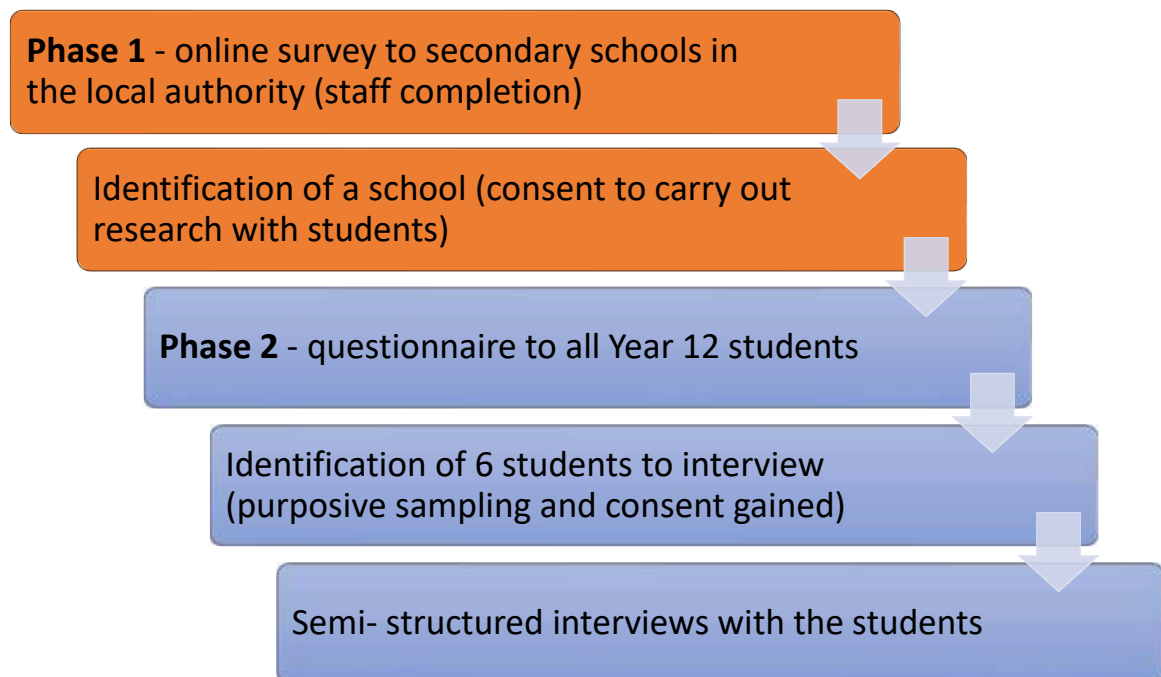 Phase 1 - online survey to secondary schools in
the local authority (staff completion)
Identification of a school (consent to carry out
research with students)
Phase 2 - questionnaire to all Year 12 students
Identification of 6 students to interview
(purposive sampling and consent gained)
Semi- structured interviews with the students